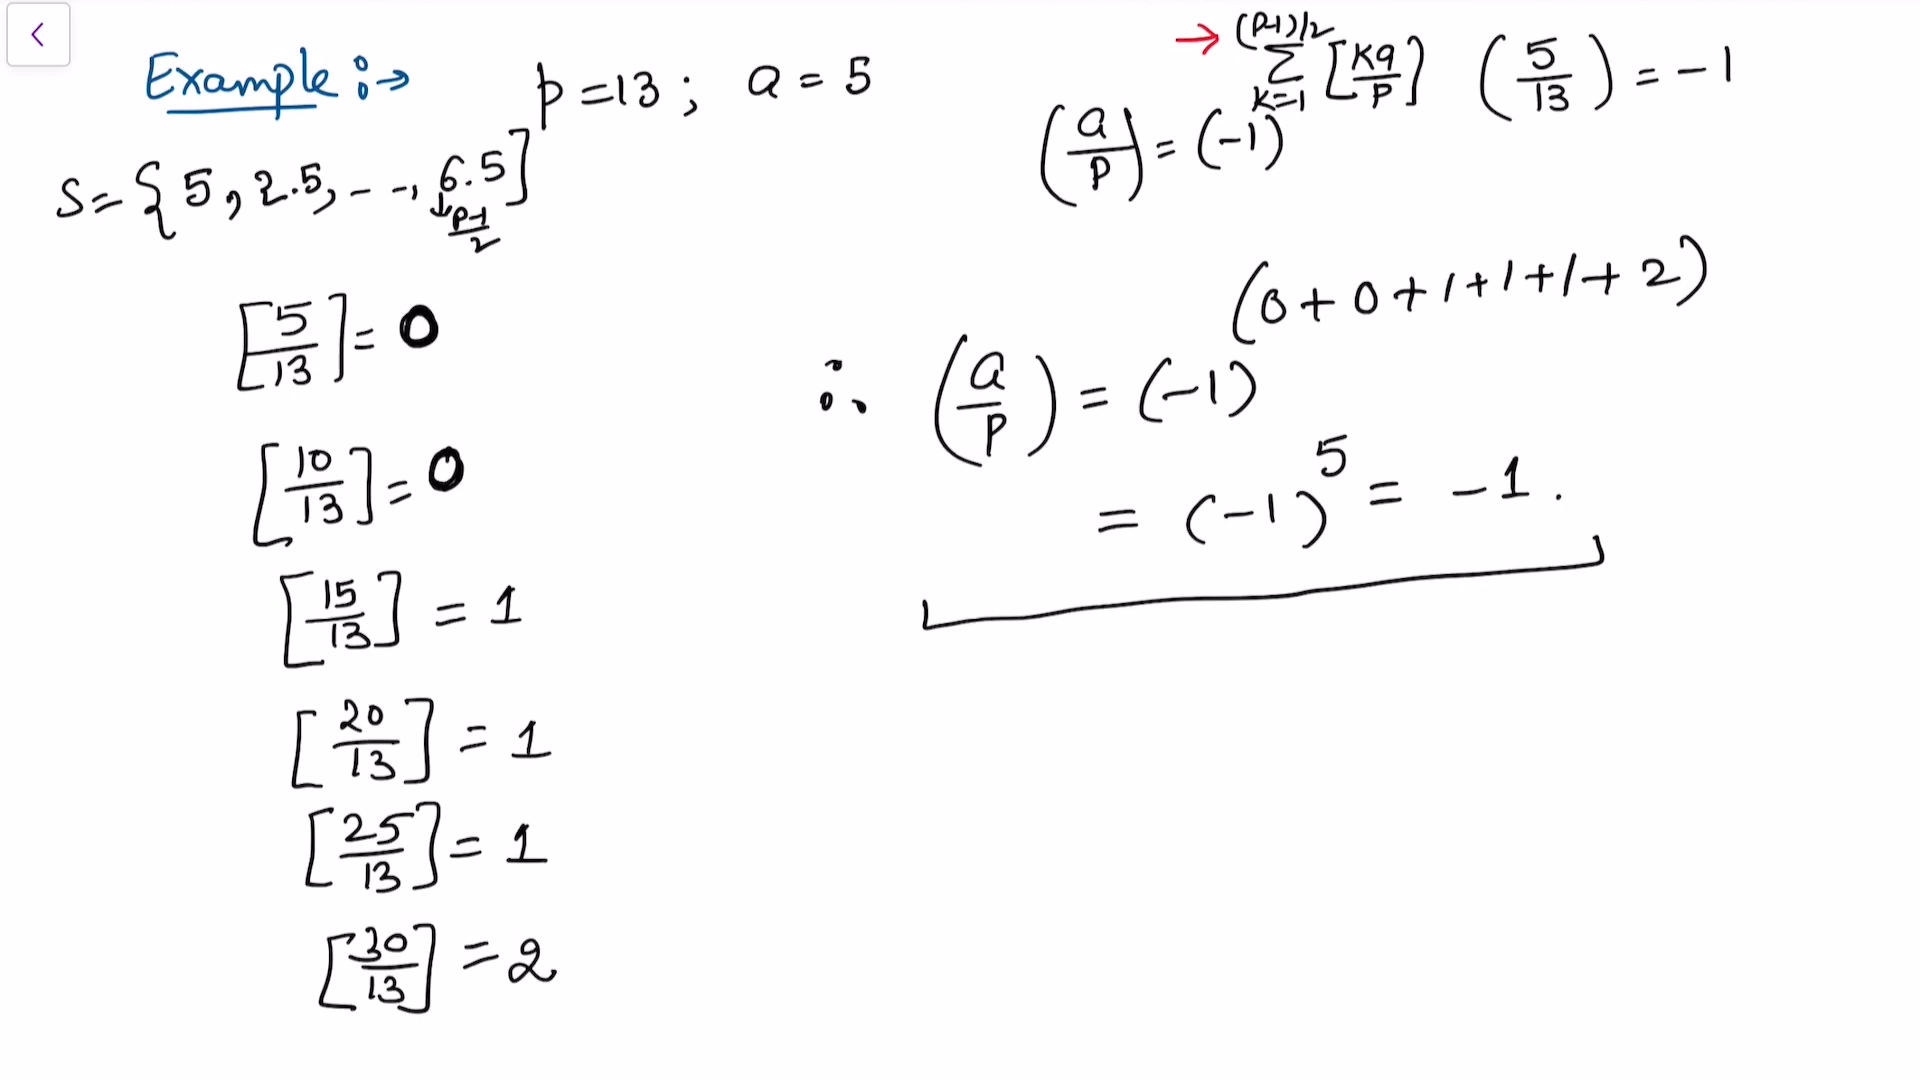 Example :→ p = 13 ; a = 5
S = { 5, 2.5, - - -, 6.5 ]
↓ p-1/2
[5/13] = 0
[10/13] = 0
[15/13] = 1
[20/13] = 1
[25/13] = 1
[30/13] = 2
→ (a/p) = (-1)^{Σ_{k=1}^{(p-1)/2} [ka/p]} (5/13) = -1
∴ (a/p) = (-1)^{(0+0+1+1+1+2)}
= (-1)^5 = -1.